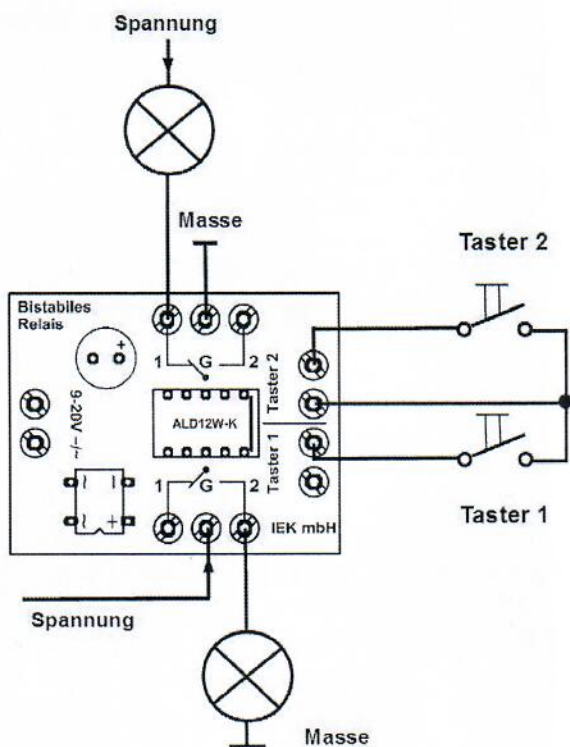 Spannung
Masse
Taster 2
Bistabiles
Relais
+
1 G 2
Taster 2
9-20V –/~
ALD12W-K
Taster 1
1 G 2
~ –
~ +
IEK mbH
Taster 1
Spannung
Masse